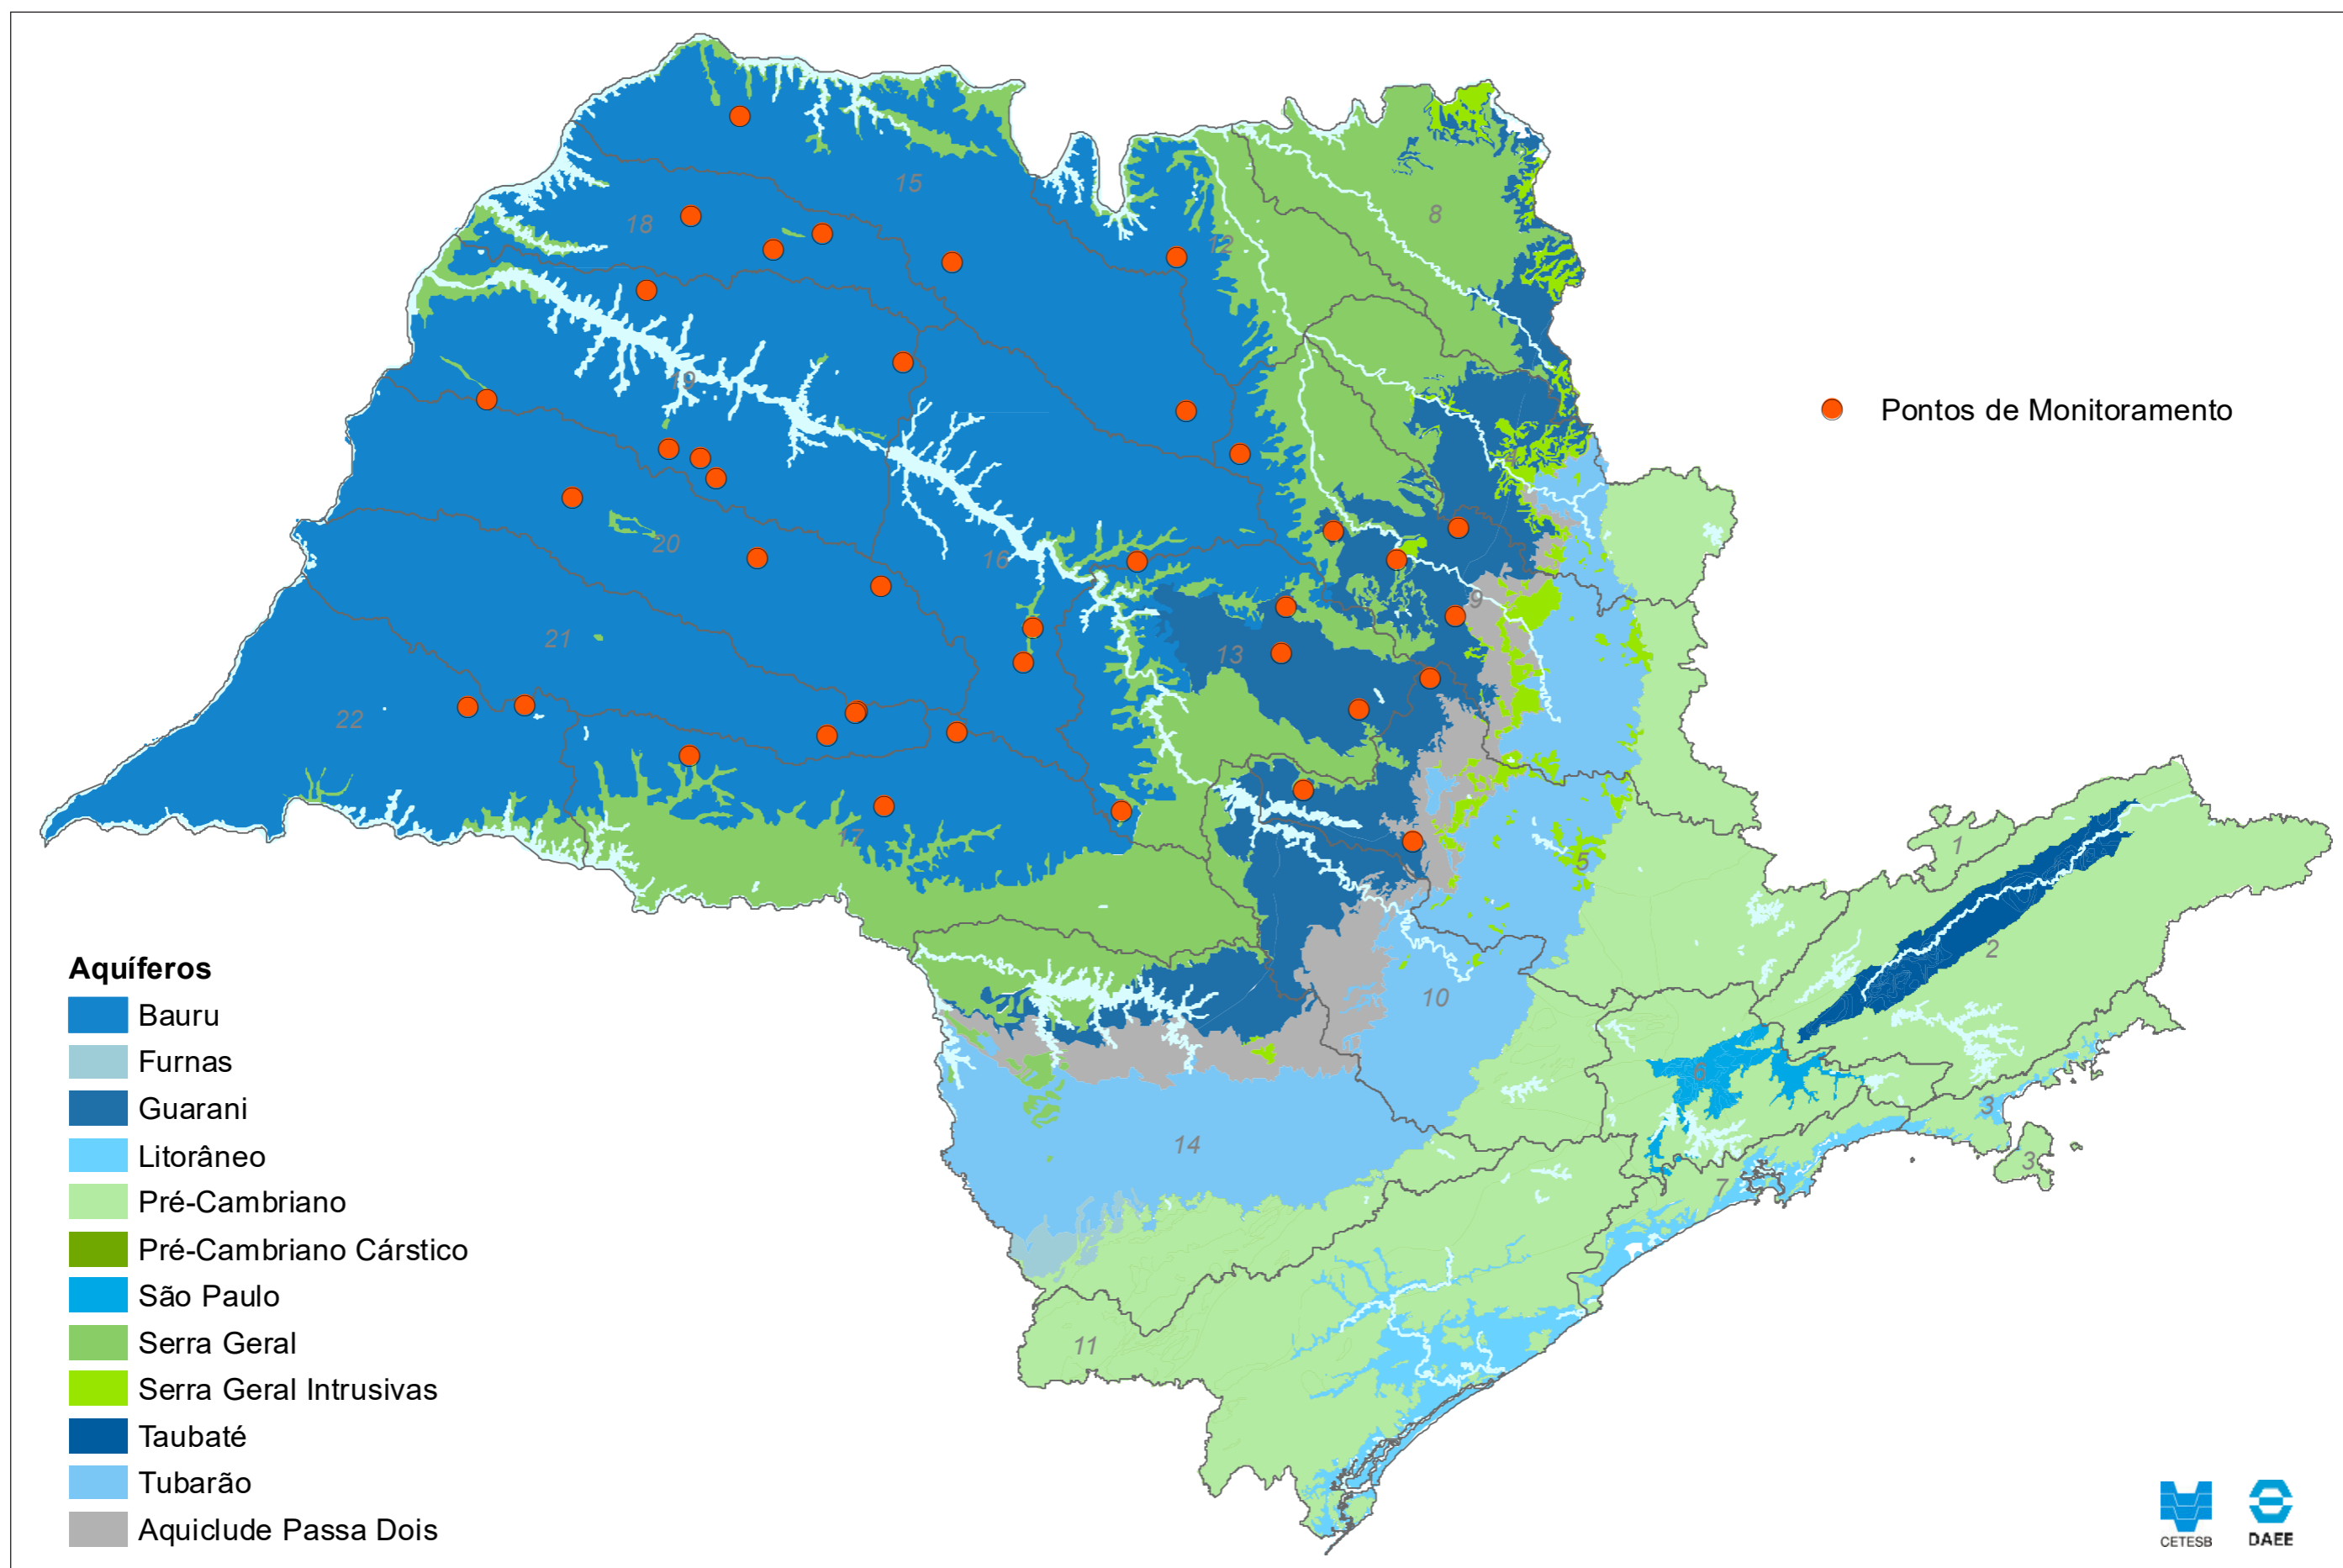 15
18
12
8
19
4
Pontos de Monitoramento
20
16
9
21
13
22
17
5
1
2
10
6
3
14
3
7
11
Aquíferos
Bauru
Furnas
Guarani
Litorâneo
Pré-Cambriano
Pré-Cambriano Cárstico
São Paulo
Serra Geral
Serra Geral Intrusivas
Taubaté
Tubarão
Aquiclude Passa Dois
CETESB
DAEE